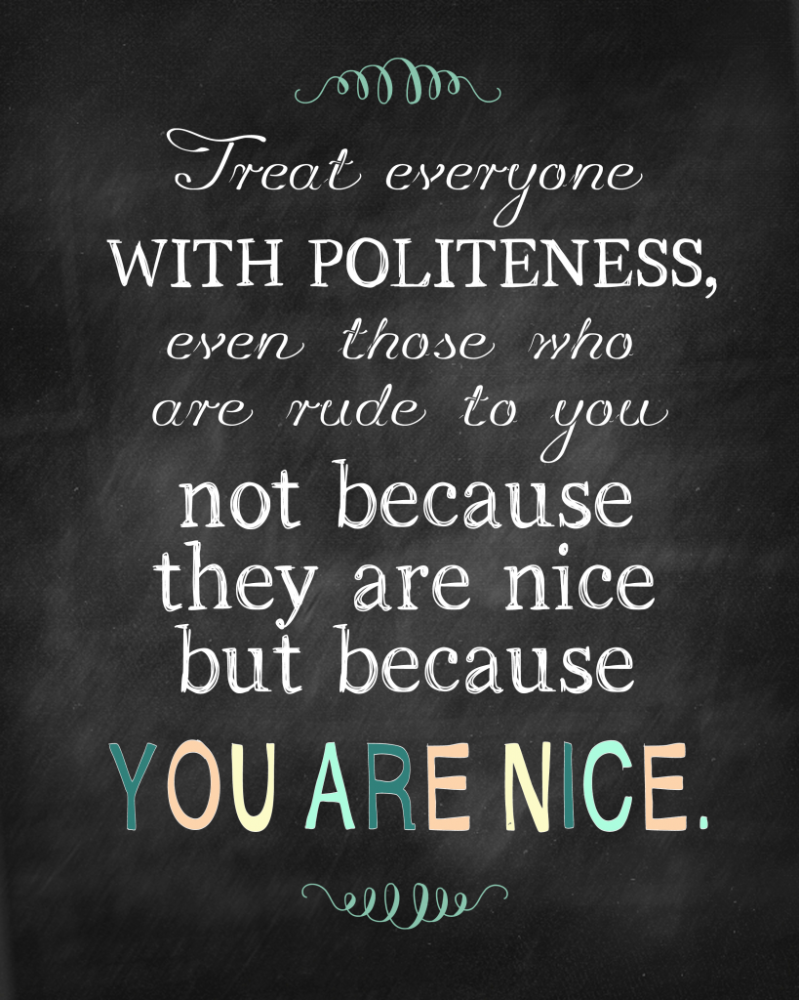 Treat everyone
WITH POLITENESS,
even those who
are rude to you
not because
they are nice
but because
YOU ARE NICE.